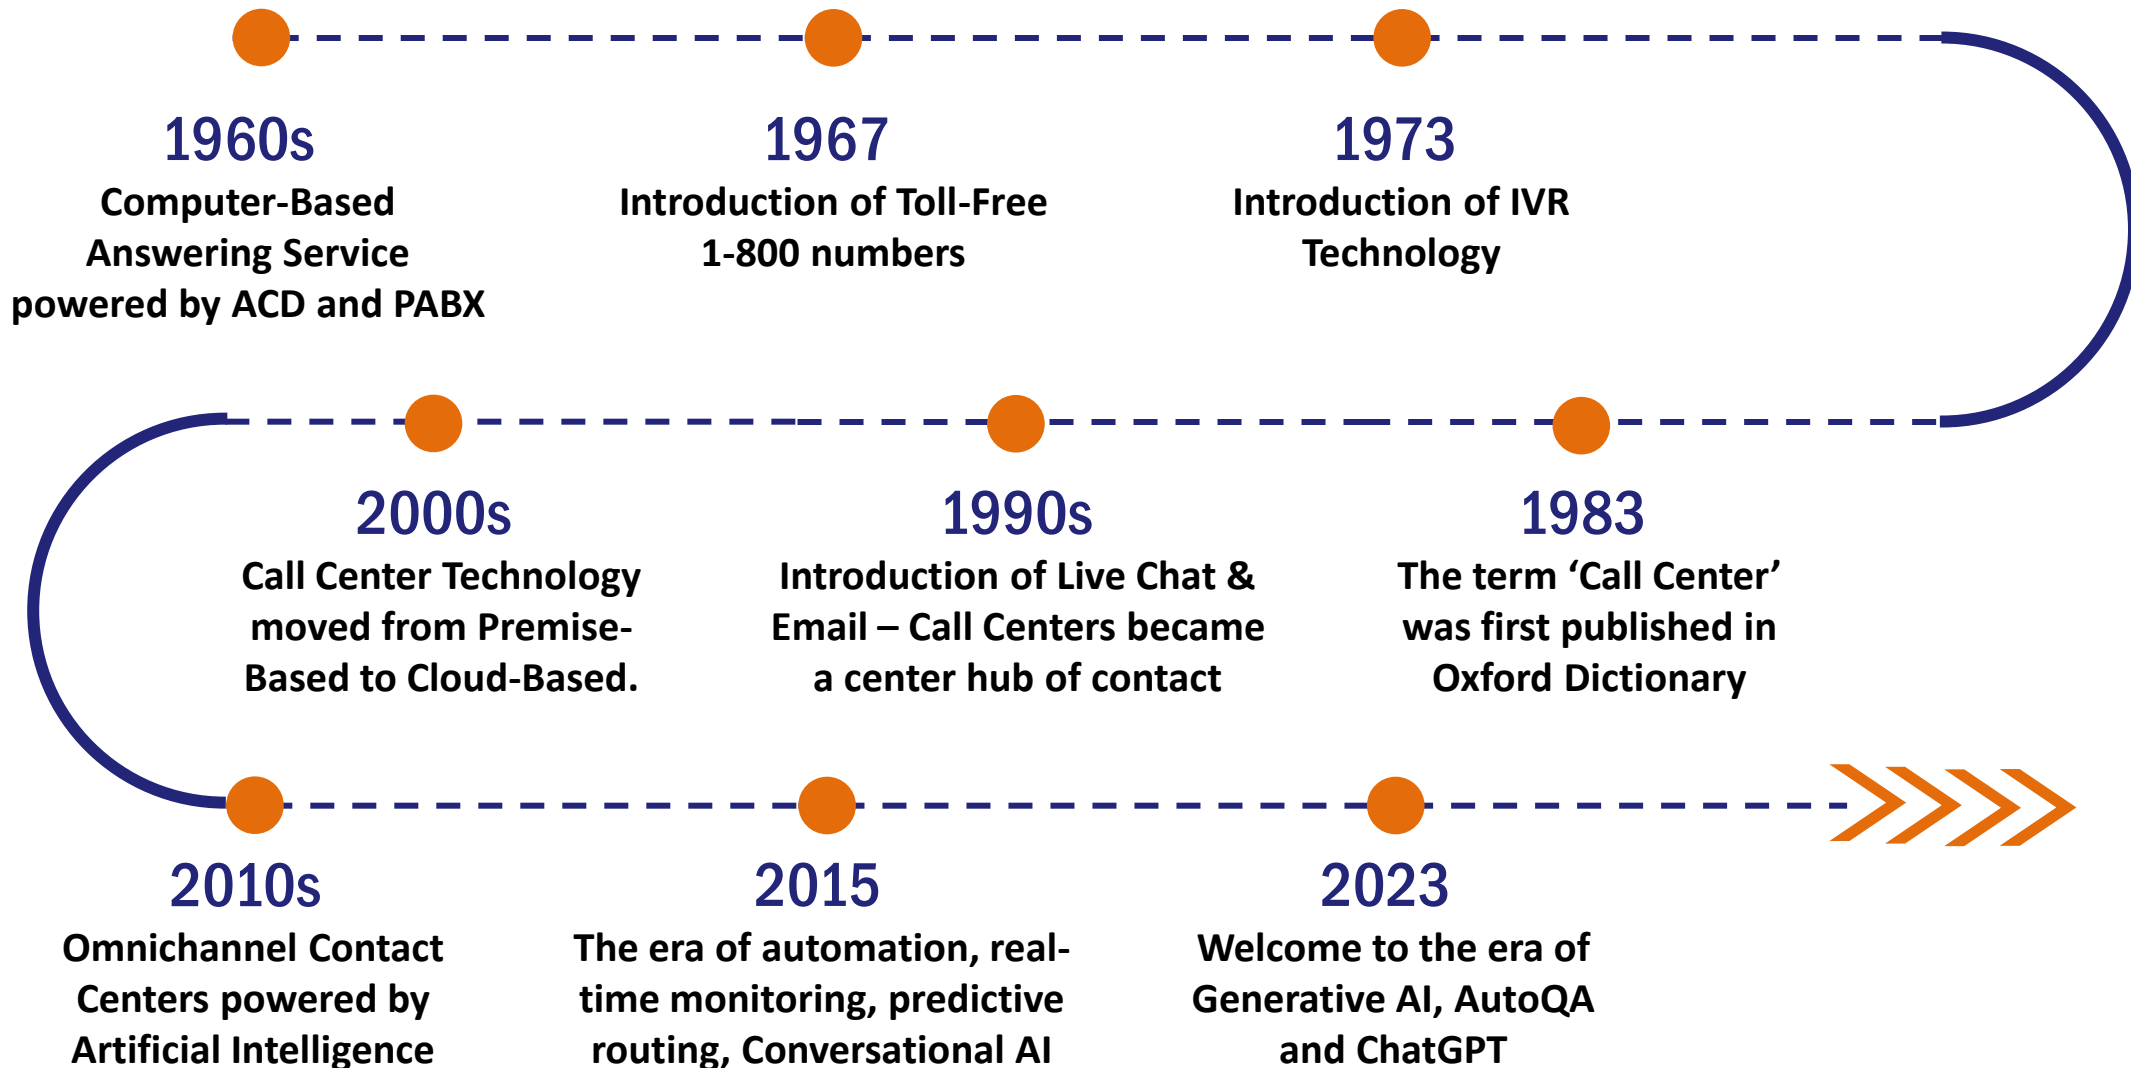 1960s
Computer-Based
Answering Service
powered by ACD and PABX
1967
Introduction of Toll-Free
1-800 numbers
1973
Introduction of IVR
Technology
1983
The term ‘Call Center’
was first published in
Oxford Dictionary
1990s
Introduction of Live Chat &
Email – Call Centers became
a center hub of contact
2000s
Call Center Technology
moved from Premise-
Based to Cloud-Based.
2010s
Omnichannel Contact
Centers powered by
Artificial Intelligence
2015
The era of automation, real-
time monitoring, predictive
routing, Conversational AI
2023
Welcome to the era of
Generative AI, AutoQA
and ChatGPT